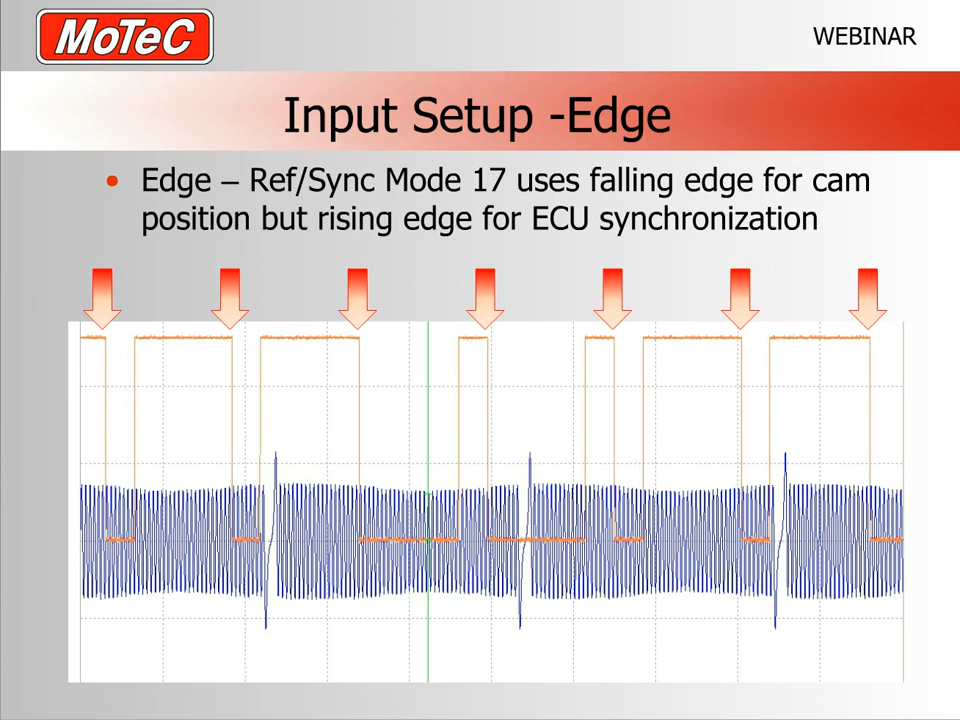 MoTeC
WEBINAR
Input Setup -Edge
• Edge – Ref/Sync Mode 17 uses falling edge for cam
position but rising edge for ECU synchronization